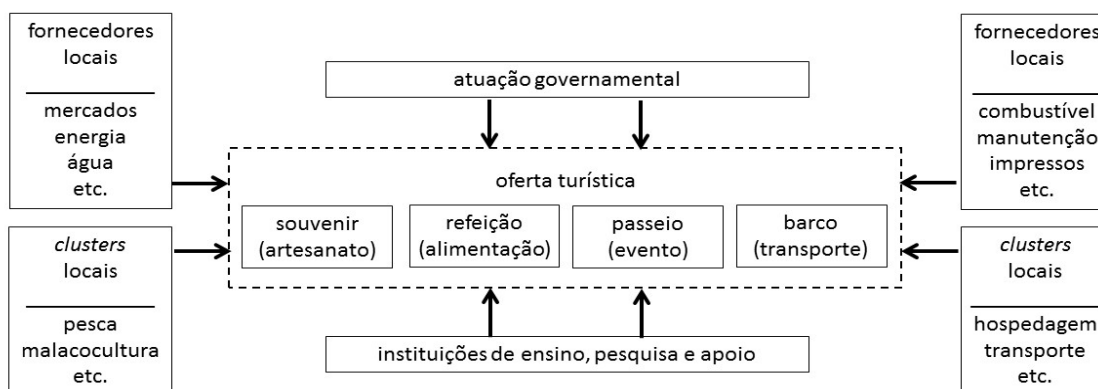 fornecedores
locais
mercados
energia
água
etc.
clusters
locais
pesca
malacocultura
etc.
atuação governamental
oferta turística
souvenir
(artesanato)
refeição
(alimentação)
passeio
(evento)
barco
(transporte)
instituições de ensino, pesquisa e apoio
fornecedores
locais
combustível
manutenção
impressos
etc.
clusters
locais
hospedagem
transporte
etc.